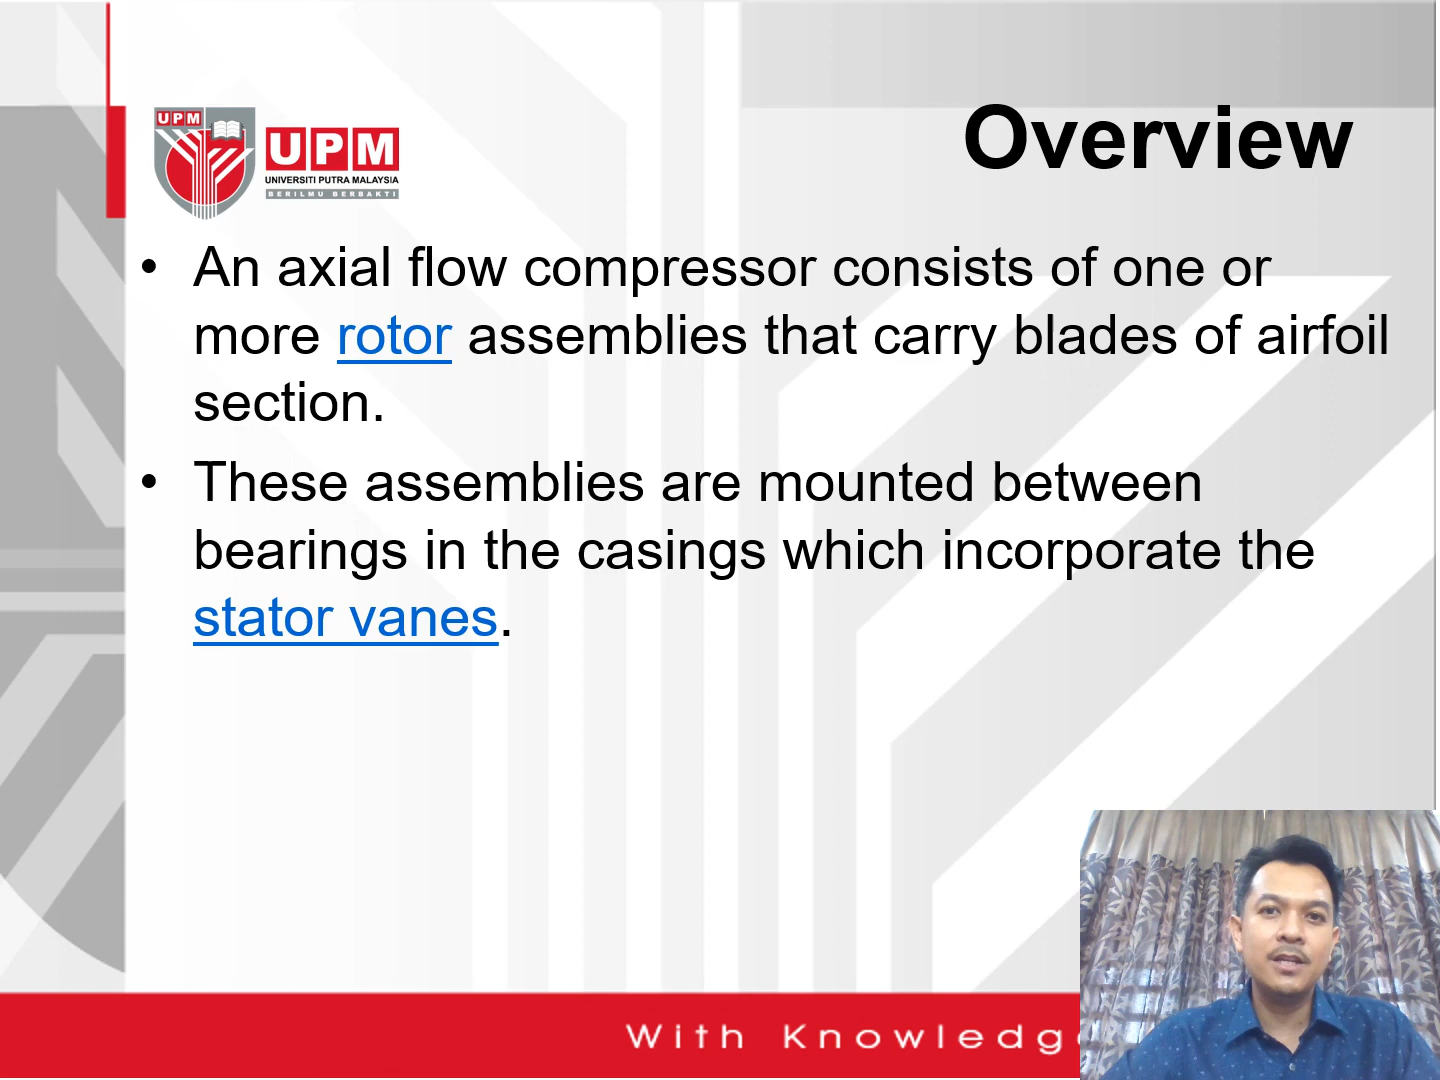 UPM
UPM
UNIVERSITI PUTRA MALAYSIA
BERILMU BERBAKTI
Overview
• An axial flow compressor consists of one or
more rotor assemblies that carry blades of airfoil
section.
• These assemblies are mounted between
bearings in the casings which incorporate the
stator vanes.
With Knowledge